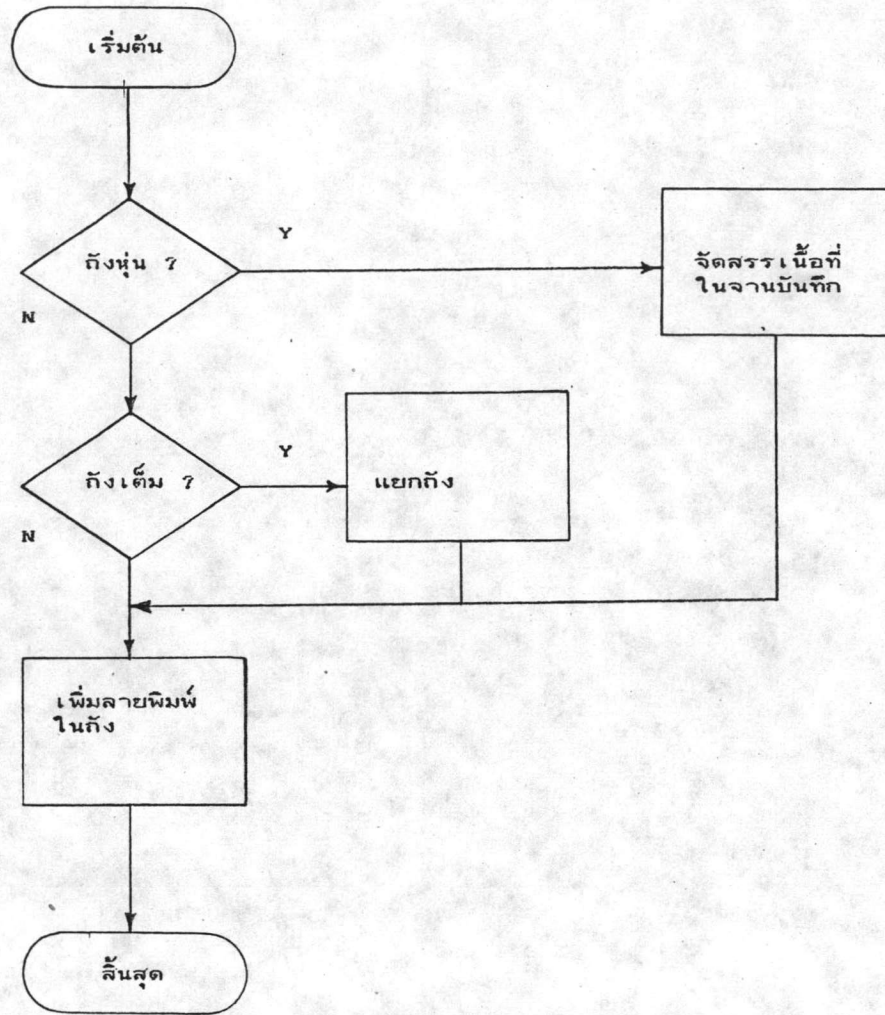 เริ่มต้น
ถังหุ่น ?
Y
จัดสรรเนื้อที่
ในจานบันทึก
N
ถังเต็ม ?
Y
แยกถัง
N
เพิ่มลายพิมพ์
ในถัง
สิ้นสุด